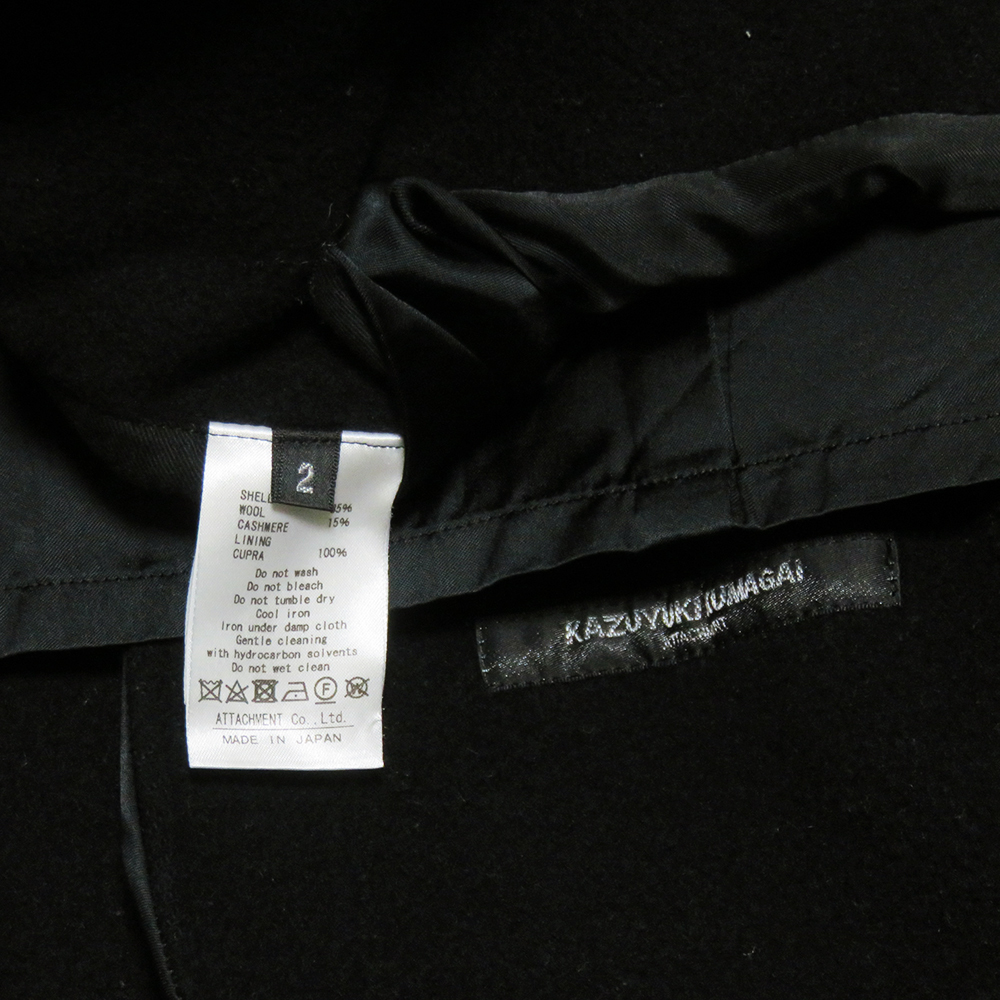 2
SHELL
WOOL 85%
CASHMERE 15%
LINING
CUPRA 100%
Do not wash
Do not bleach
Do not tumble dry
Cool iron
iron under damp cloth
Gentle cleaning
with hydrocarbon solvents
Do not wet clean
F W
ATTACHMENT Co.,Ltd.
MADE IN JAPAN
KAZUYUKI KUMAGAI